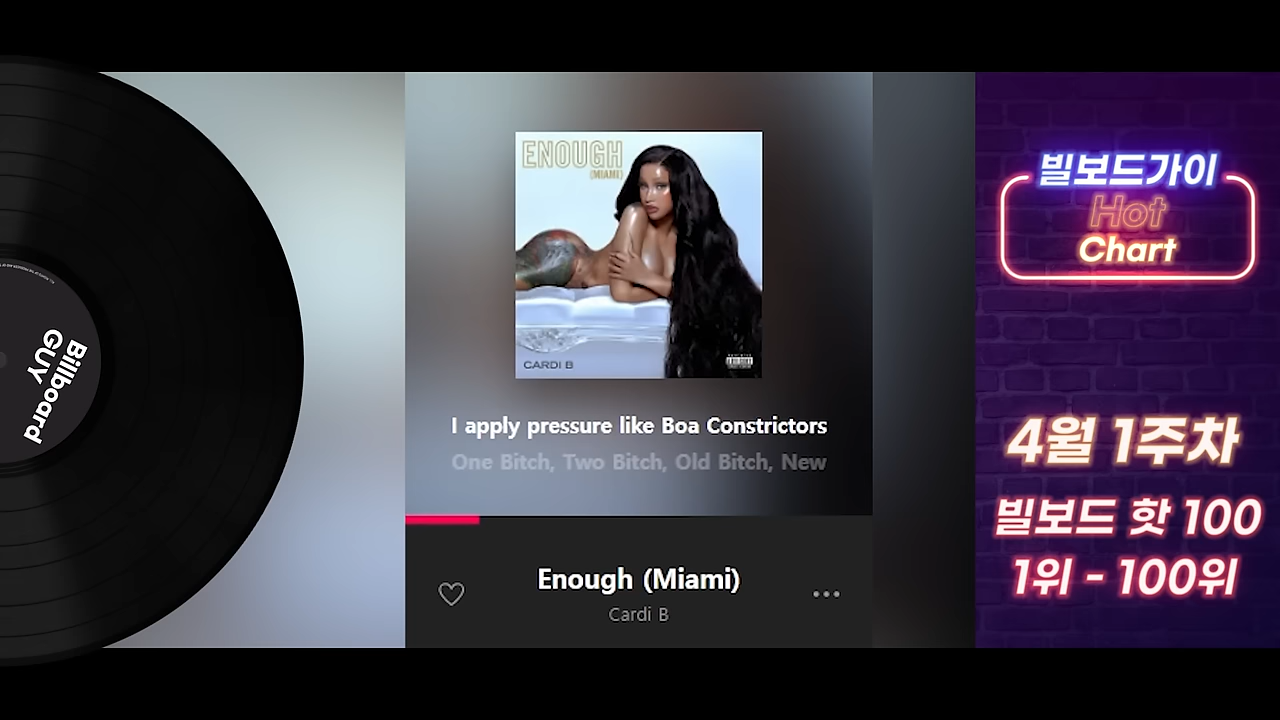 Billboard
GUY
ENOUGH
(MIAMI)
CARDI B
I apply pressure like Boa Constrictors
One Bitch, Two Bitch, Old Bitch, New
Enough (Miami)
Cardi B
빌보드가이
Hot
Chart
4월 1주차
빌보드 핫 100
1위 - 100위